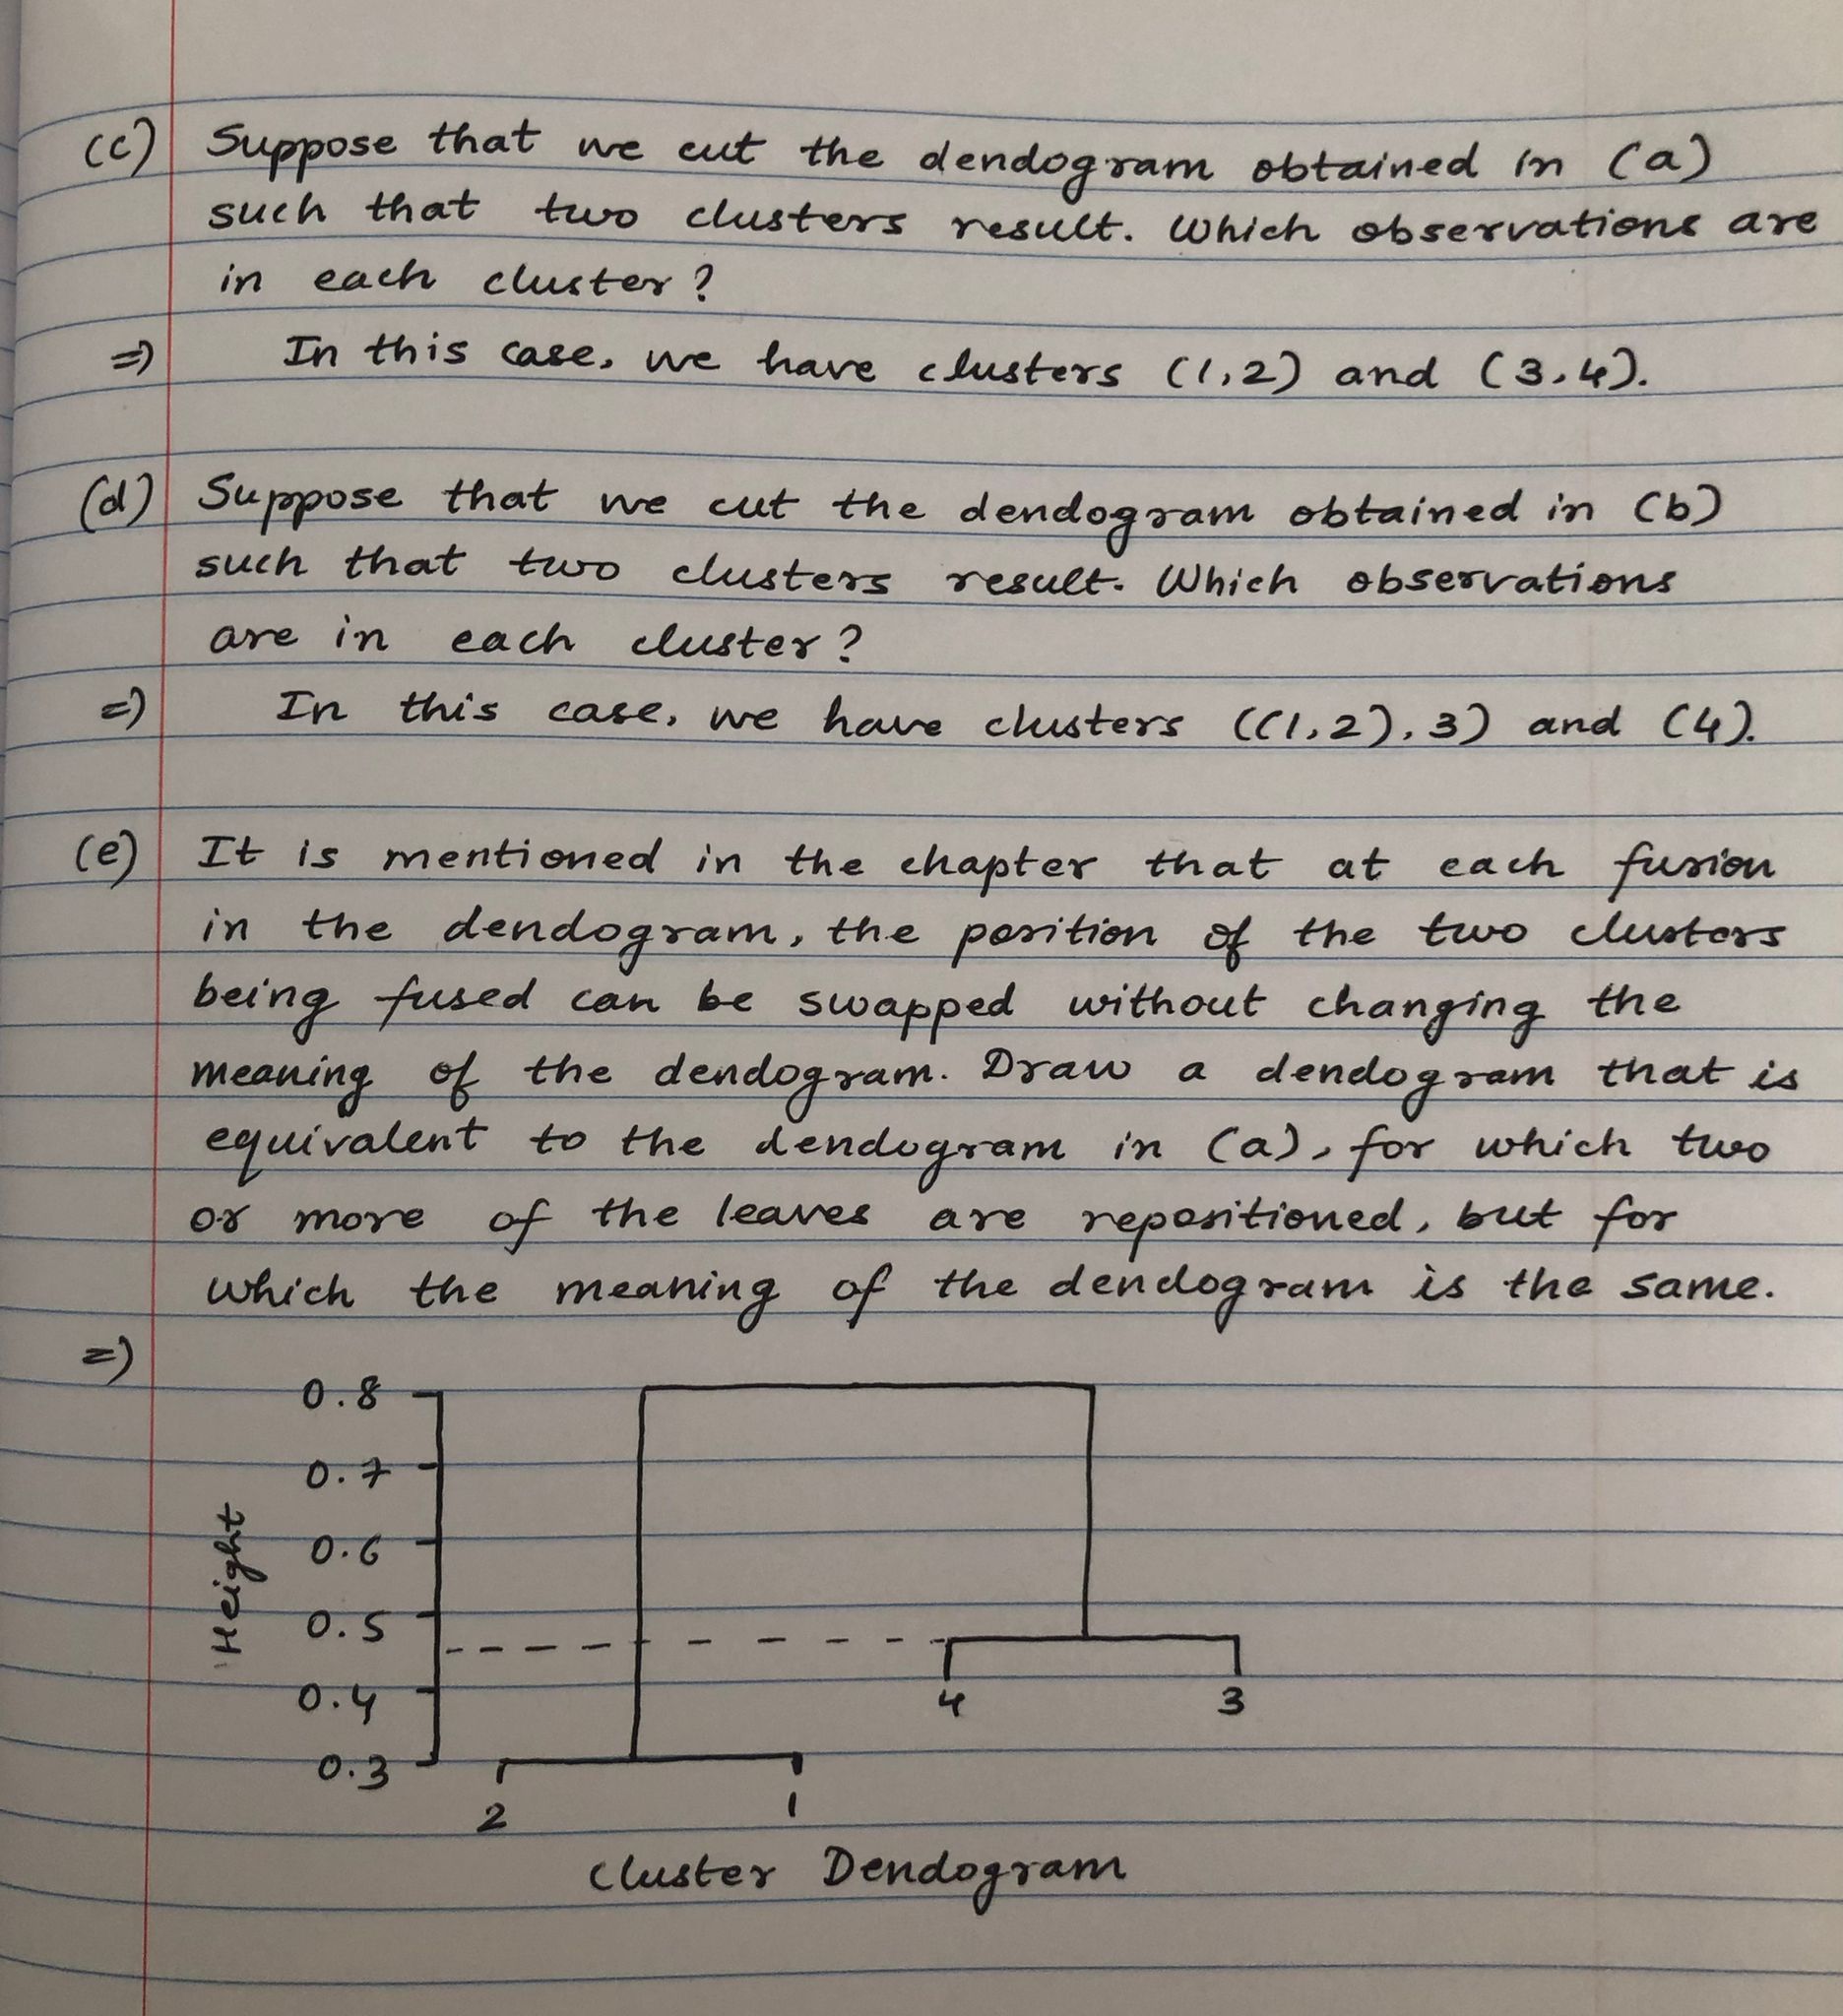 (c) Suppose that we cut the dendogram obtained in (a)
such that two clusters result. Which observations are
in each cluster?
=) In this case, we have clusters (1,2) and (3,4).
(d) Suppose that we cut the dendogram obtained in (b)
such that two clusters result. Which observations
are in each cluster?
=) In this case, we have clusters ((1,2),3) and (4).
(e) It is mentioned in the chapter that at each fusion
in the dendogram, the position of the two clusters
being fused can be swapped without changing the
meaning of the dendogram. Draw a dendogram that is
equivalent to the dendogram in (a), for which two
or more of the leaves are repositioned, but for
which the meaning of the dendogram is the same.
=)
0.8
0.7
0.6
0.5
0.4
0.3
Height
4 3
2 1
Cluster Dendogram